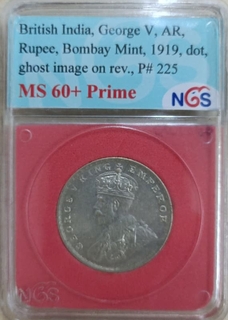 British India, George V, AR,
Rupee, Bombay Mint, 1919, dot,
ghost image on rev., P# 225
MS 60+ Prime
NGS
GEORGE V KING EMPEROR
NGS